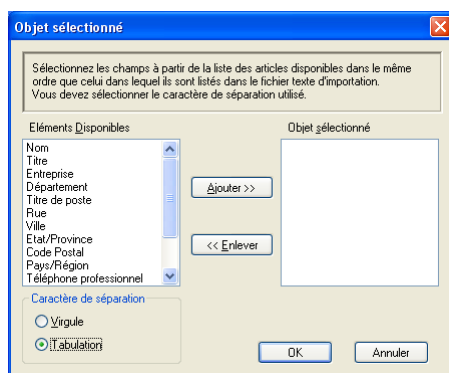 Objet sélectionné
Sélectionnez les champs à partir de la liste des articles disponibles dans le même
ordre que celui dans lequel ils sont listés dans le fichier texte d'importation.
Vous devez sélectionner le caractère de séparation utilisé.
Eléments Disponibles
Nom
Titre
Entreprise
Département
Titre de poste
Rue
Ville
Etat/Province
Code Postal
Pays/Région
Téléphone professionnel
Ajouter >>
<< Enlever
Objet sélectionné
Caractère de séparation
Virgule
Tabulation
OK
Annuler